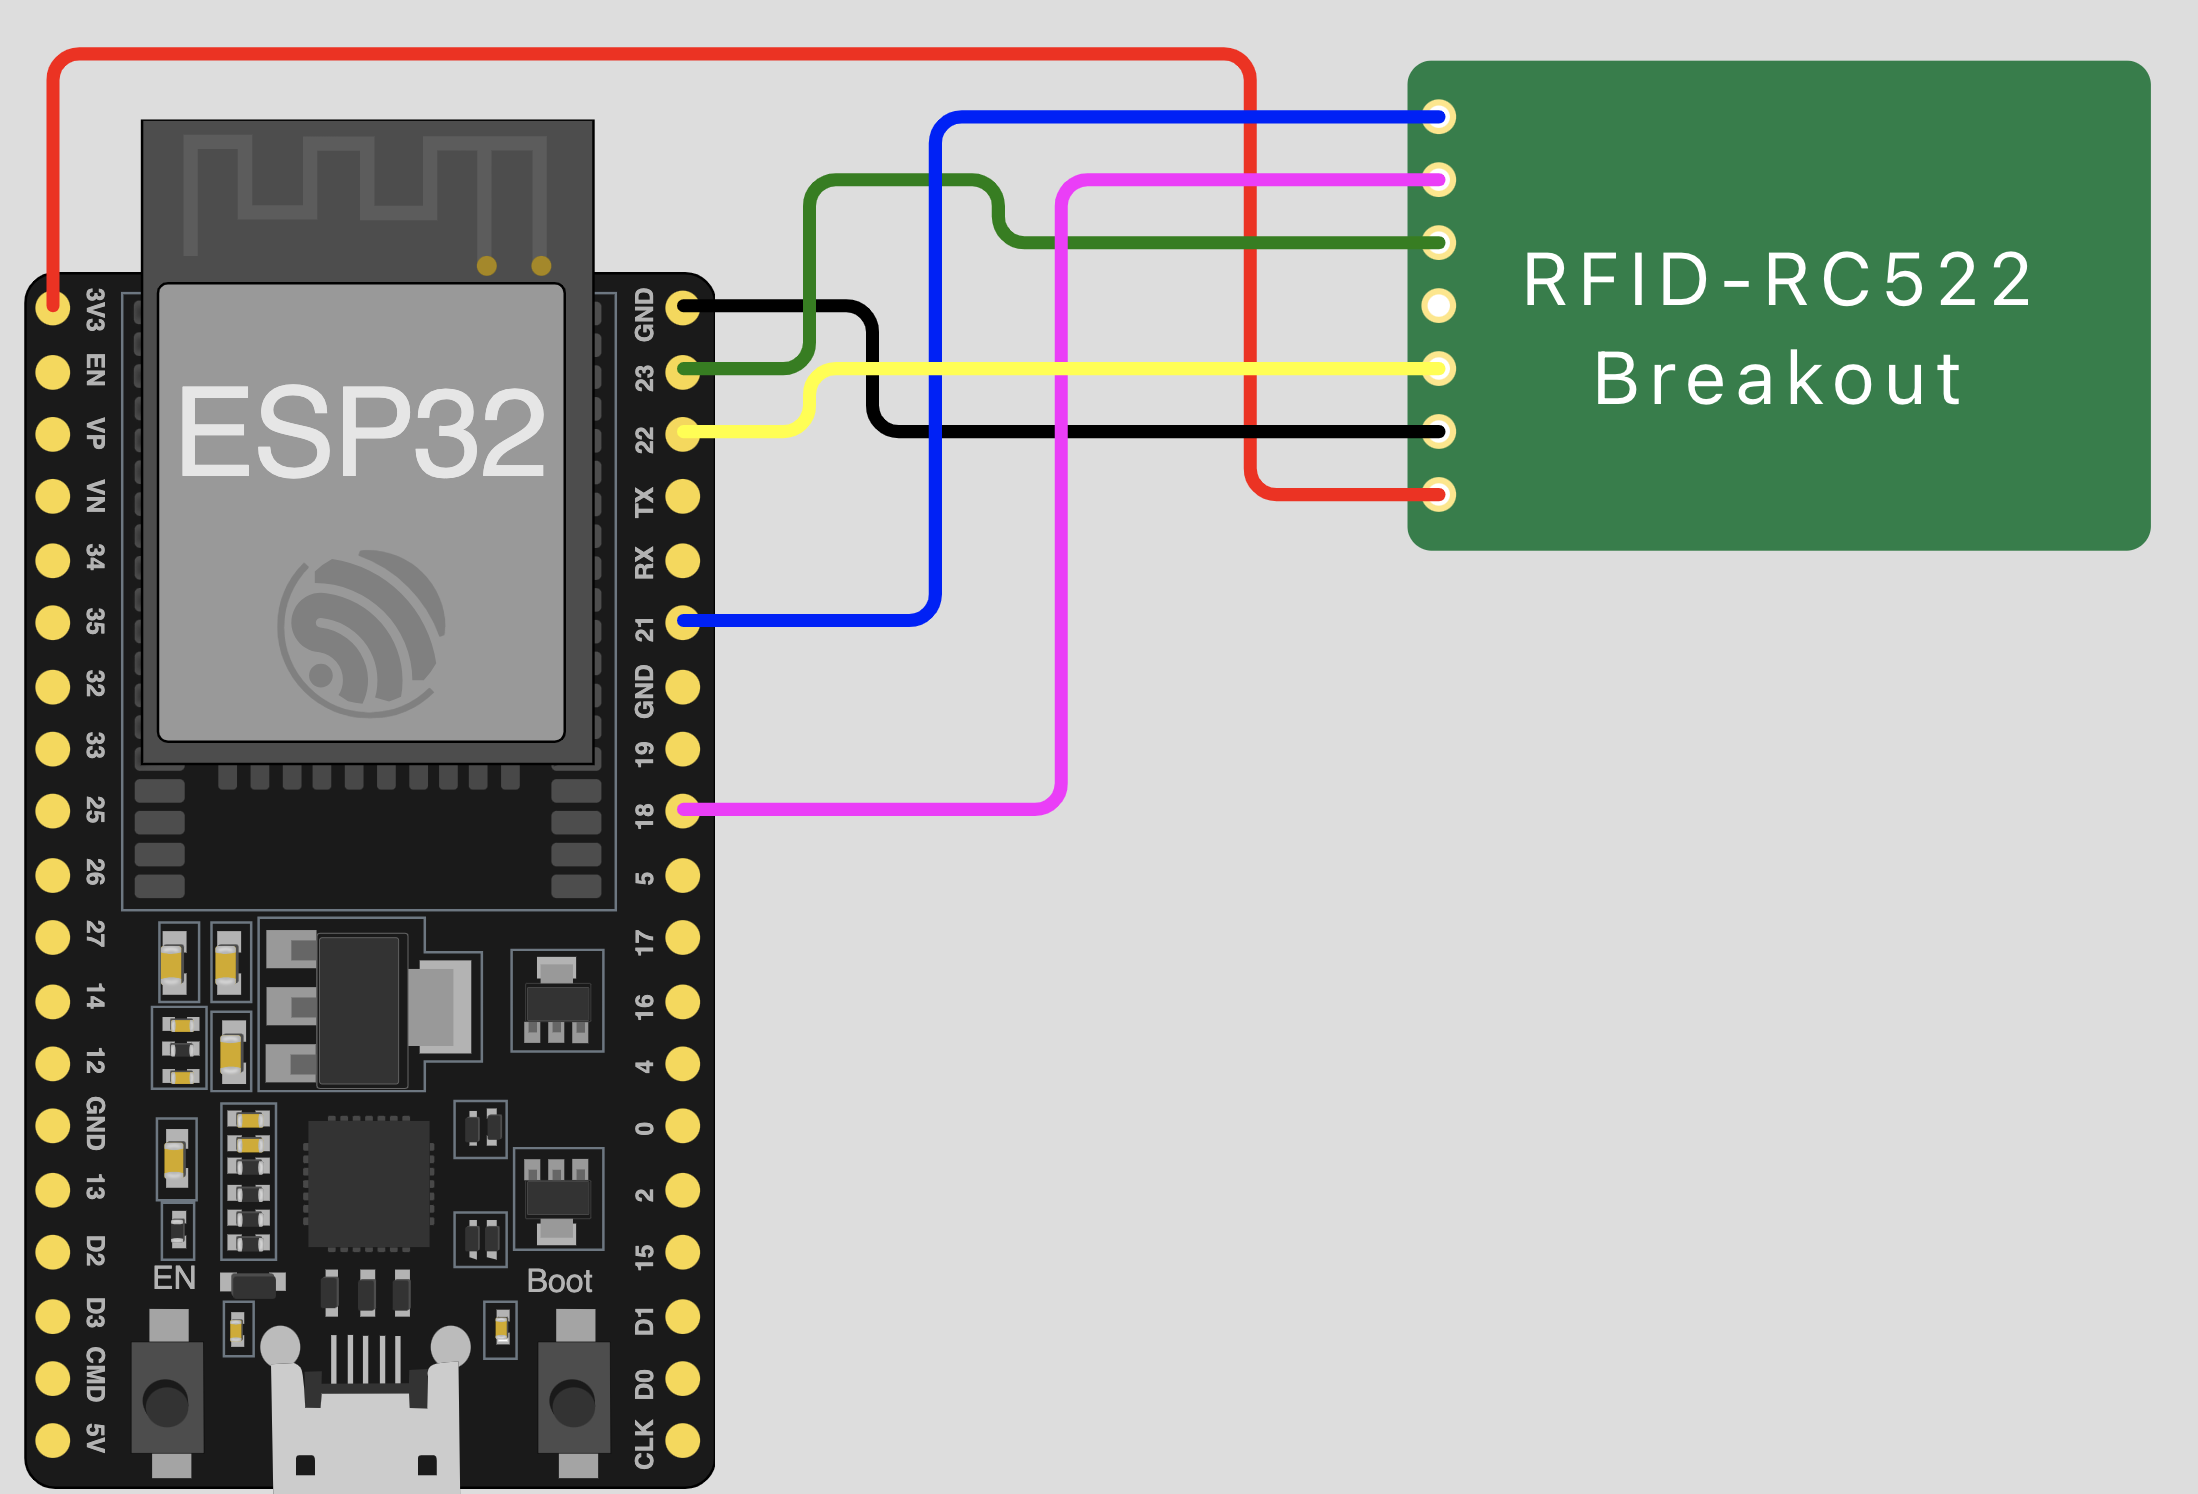 RFID-RC522
Breakout
ESP32
3V3
EN
VP
VN
34
35
32
33
25
26
27
14
12
GND
13
D2
D3
CMD
5V
GND
23
22
TX
RX
21
GND
19
18
5
17
16
4
0
2
15
D1
D0
CLK
EN
Boot